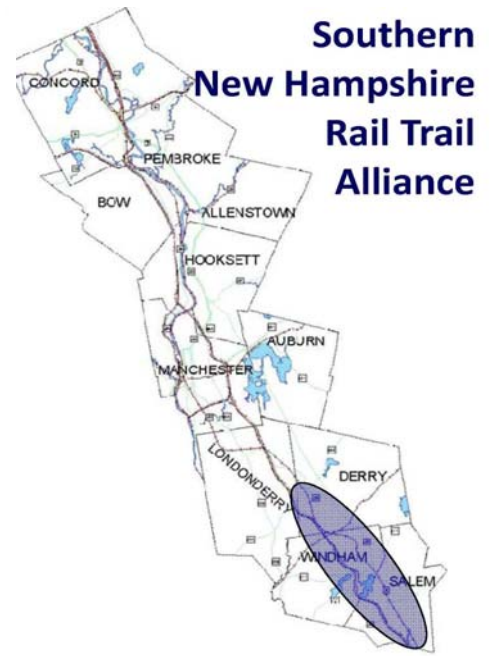 Southern
New Hampshire
Rail Trail
Alliance
CONCORD
PEMBROKE
BOW
ALLENSTOWN
HOOKSETT
AUBURN
MANCHESTER
LONDONDERRY
DERRY
WINDHAM
SALEM